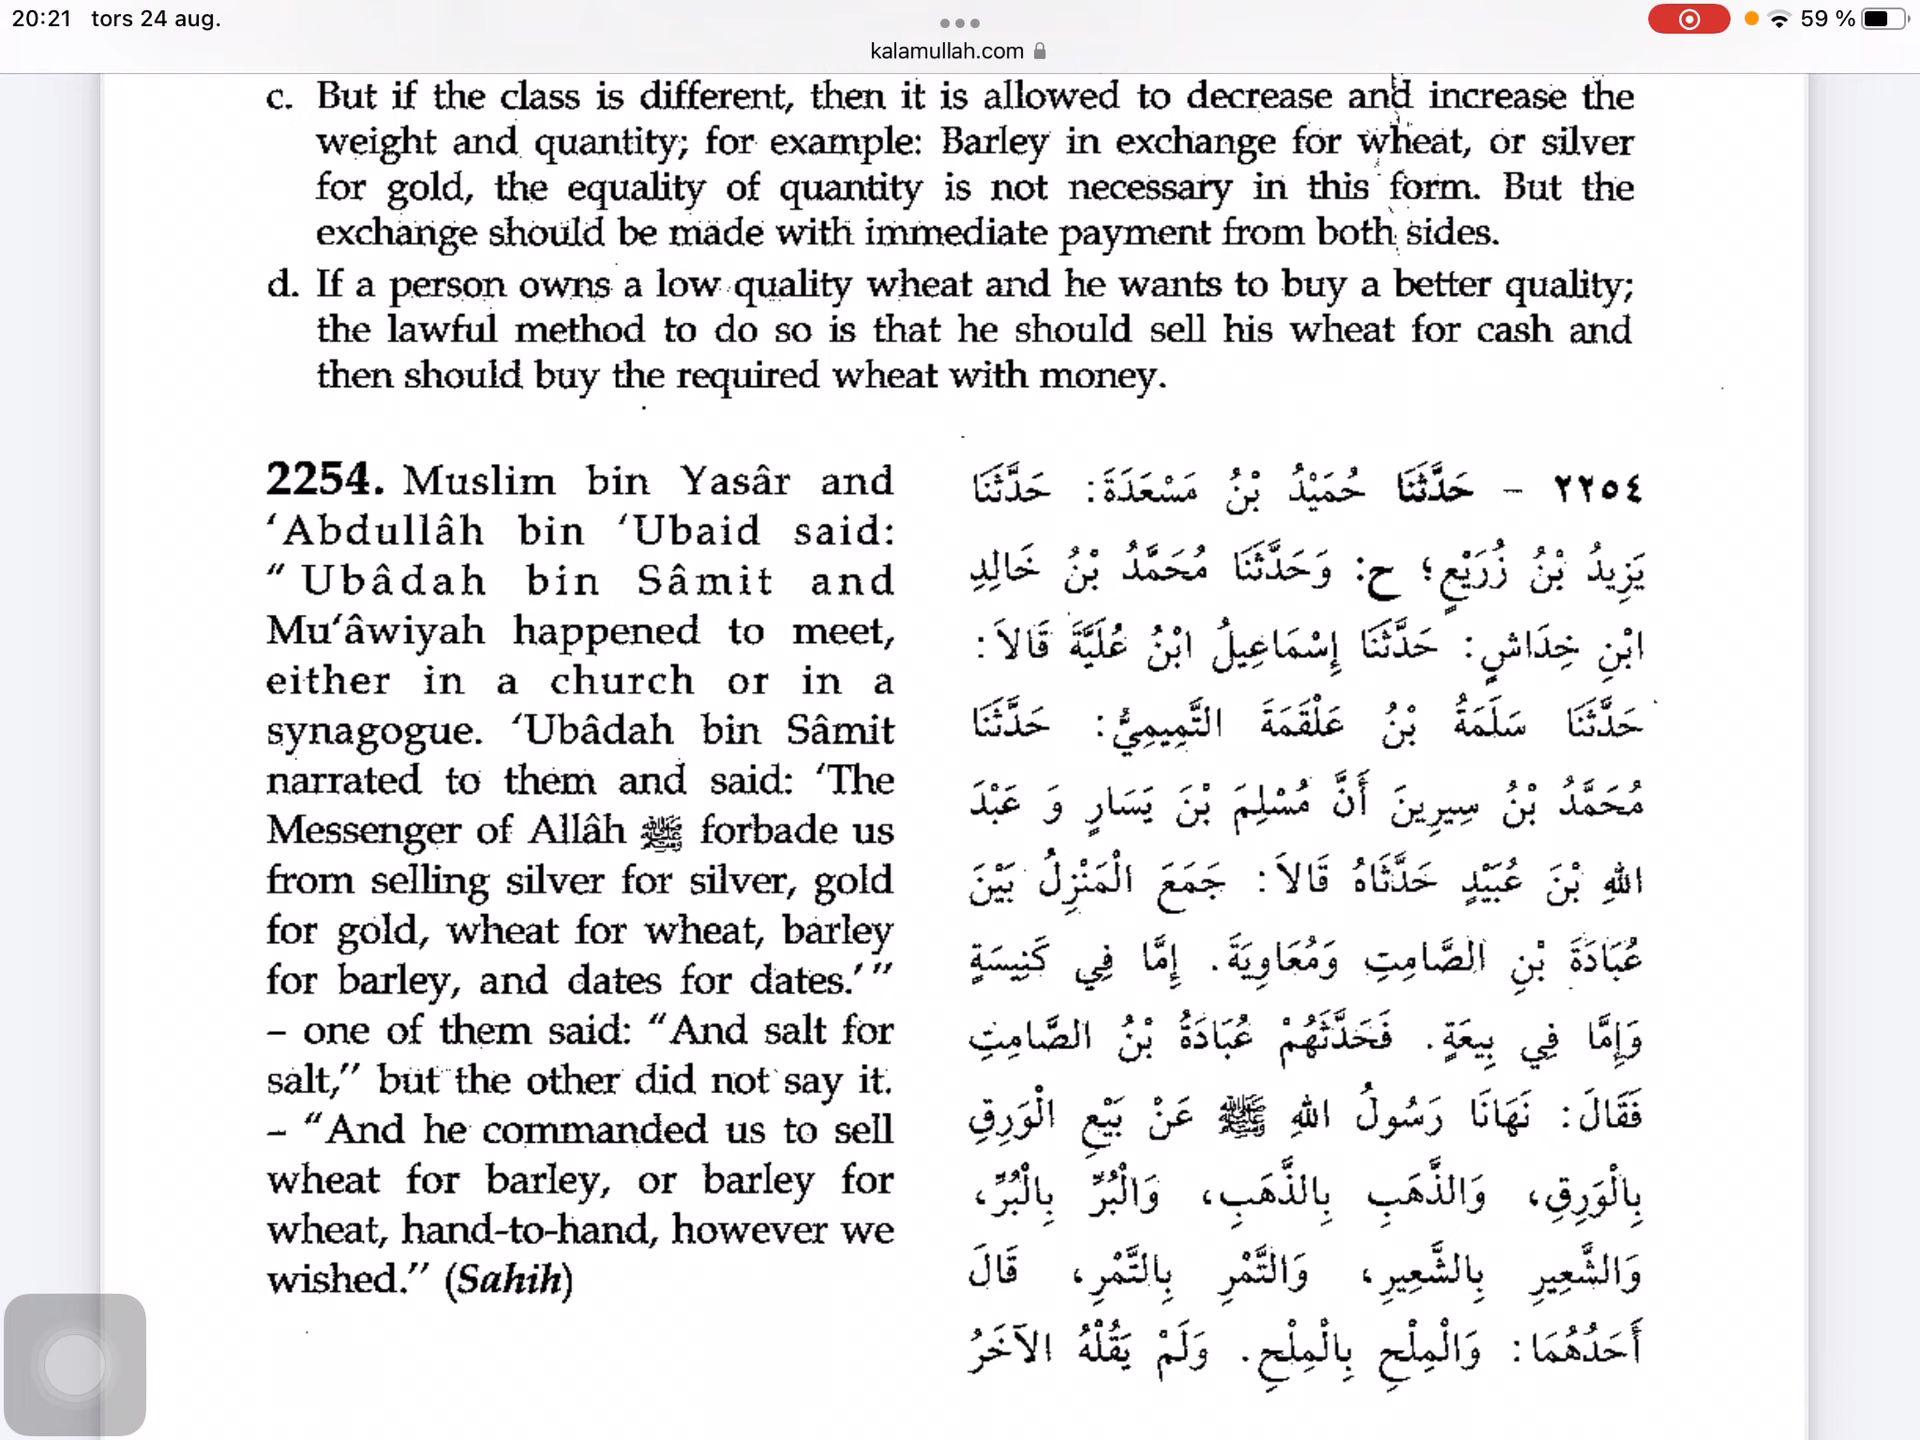 20:21 tors 24 aug.
59 %
kalamullah.com
c. But if the class is different, then it is allowed to decrease and increase the
weight and quantity; for example: Barley in exchange for wheat, or silver
for gold, the equality of quantity is not necessary in this form. But the
exchange should be made with immediate payment from both sides.
d. If a person owns a low quality wheat and he wants to buy a better quality;
the lawful method to do so is that he should sell his wheat for cash and
then should buy the required wheat with money.
2254. Muslim bin Yasâr and
‘Abdullâh bin ‘Ubaid said:
“Ubâdah bin Sâmit and
Mu‘âwiyah happened to meet,
either in a church or in a
synagogue. ‘Ubâdah bin Sâmit
narrated to them and said: ‘The
Messenger of Allâh ﷺ forbade us
from selling silver for silver, gold
for gold, wheat for wheat, barley
for barley, and dates for dates.’”
– one of them said: “And salt for
salt,” but the other did not say it.
– “And he commanded us to sell
wheat for barley, or barley for
wheat, hand-to-hand, however we
wished.” (Sahih)
٢٢٥٤ – حَدَّثَنَا حُمَيْدُ بْنُ مَسْعَدَةَ: حَدَّثَنَا
يَزِيدُ بْنُ زُرَيْعٍ؛ ح: وَحَدَّثَنَا مُحَمَّدُ بْنُ خَالِدِ
ابْنِ خِدَاشٍ: حَدَّثَنَا إِسْمَاعِيلُ ابْنُ عُلَيَّةَ قَالَا:
حَدَّثَنَا سَلَمَةُ بْنُ عَلْقَمَةَ التَّمِيمِيُّ: حَدَّثَنَا
مُحَمَّدُ بْنُ سِيرِينَ أَنَّ مُسْلِمَ بْنَ يَسَارٍ وَ عَبْدَ
اللهِ بْنَ عُبَيْدٍ حَدَّثَاهُ قَالَا: جَمَعَ الْمَنْزِلُ بَيْنَ
عُبَادَةَ بْنِ الصَّامِتِ وَمُعَاوِيَةَ. إِمَّا فِي كَنِيسَةٍ
وَإِمَّا فِي بِيعَةٍ. فَحَدَّثَهُمْ عُبَادَةُ بْنُ الصَّامِتِ
فَقَالَ: نَهَانَا رَسُولُ اللهِ ﷺ عَنْ بَيْعِ الْوَرِقِ
بِالْوَرِقِ، وَالذَّهَبِ بِالذَّهَبِ، وَالْبُرِّ بِالْبُرِّ،
وَالشَّعِيرِ بِالشَّعِيرِ، وَالتَّمْرِ بِالتَّمْرِ، قَالَ
أَحَدُهُمَا: وَالْمِلْحِ بِالْمِلْحِ. وَلَمْ يَقُلْهُ الآخَرُ